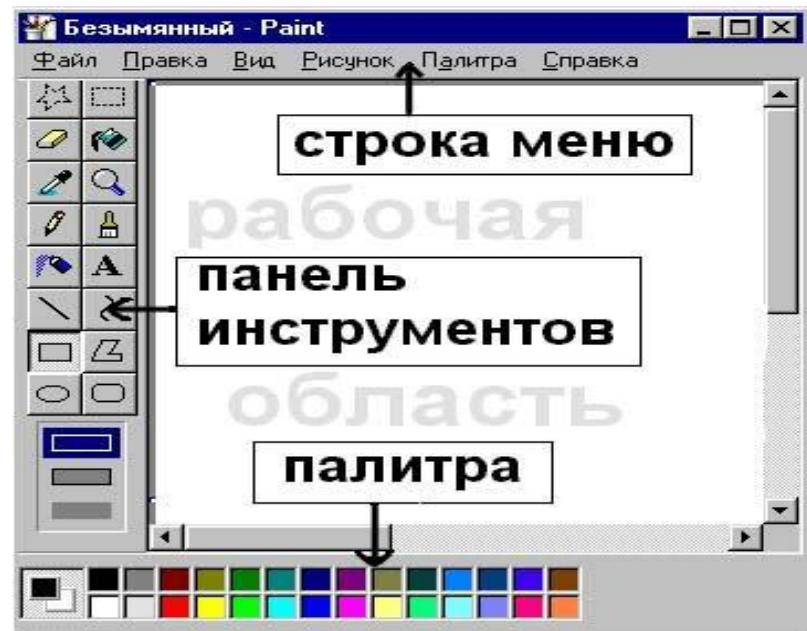 Безымянный - Paint
Файл Правка Вид Рисунок Палитра Справка
строка меню
рабочая
A
панель
инструментов
область
палитра